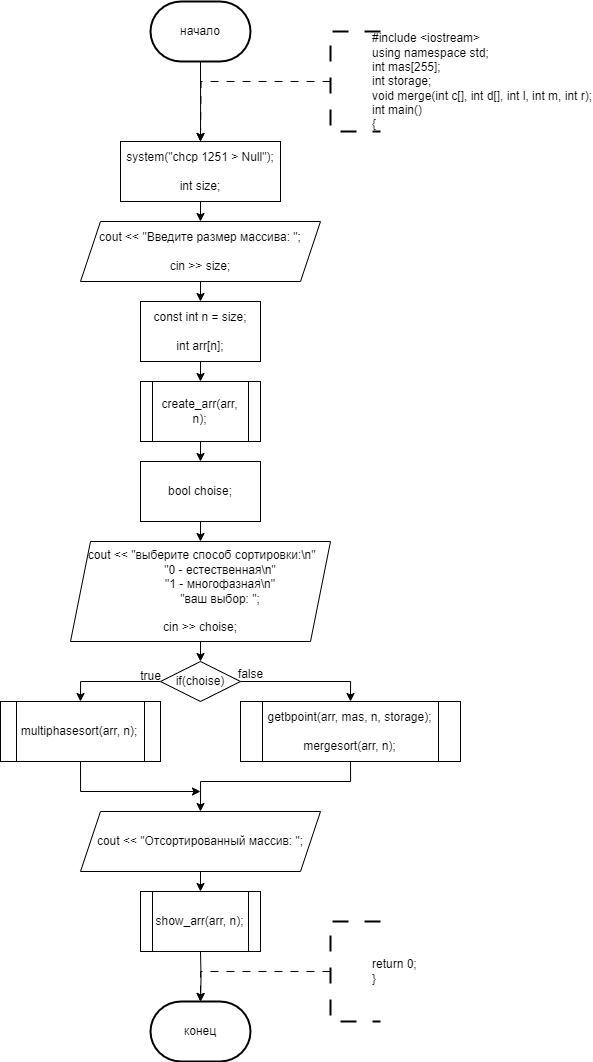 начало
#include <iostream>
using namespace std;
int mas[255];
int storage;
void merge(int c[], int d[], int l, int m, int r);
int main()
{
system("chcp 1251 > Null");
int size;
cout << "Введите размер массива: ";
cin >> size;
const int n = size;
int arr[n];
create_arr(arr,
n);
bool choise;
cout << "выберите способ сортировки:\n"
"0 - естественная\n"
"1 - многофазная\n"
"ваш выбор: ";
cin >> choise;
true
if(choise)
false
multiphasesort(arr, n);
getbpoint(arr, mas, n, storage);
mergesort(arr, n);
cout << "Отсортированный массив: ";
show_arr(arr, n);
return 0;
}
конец